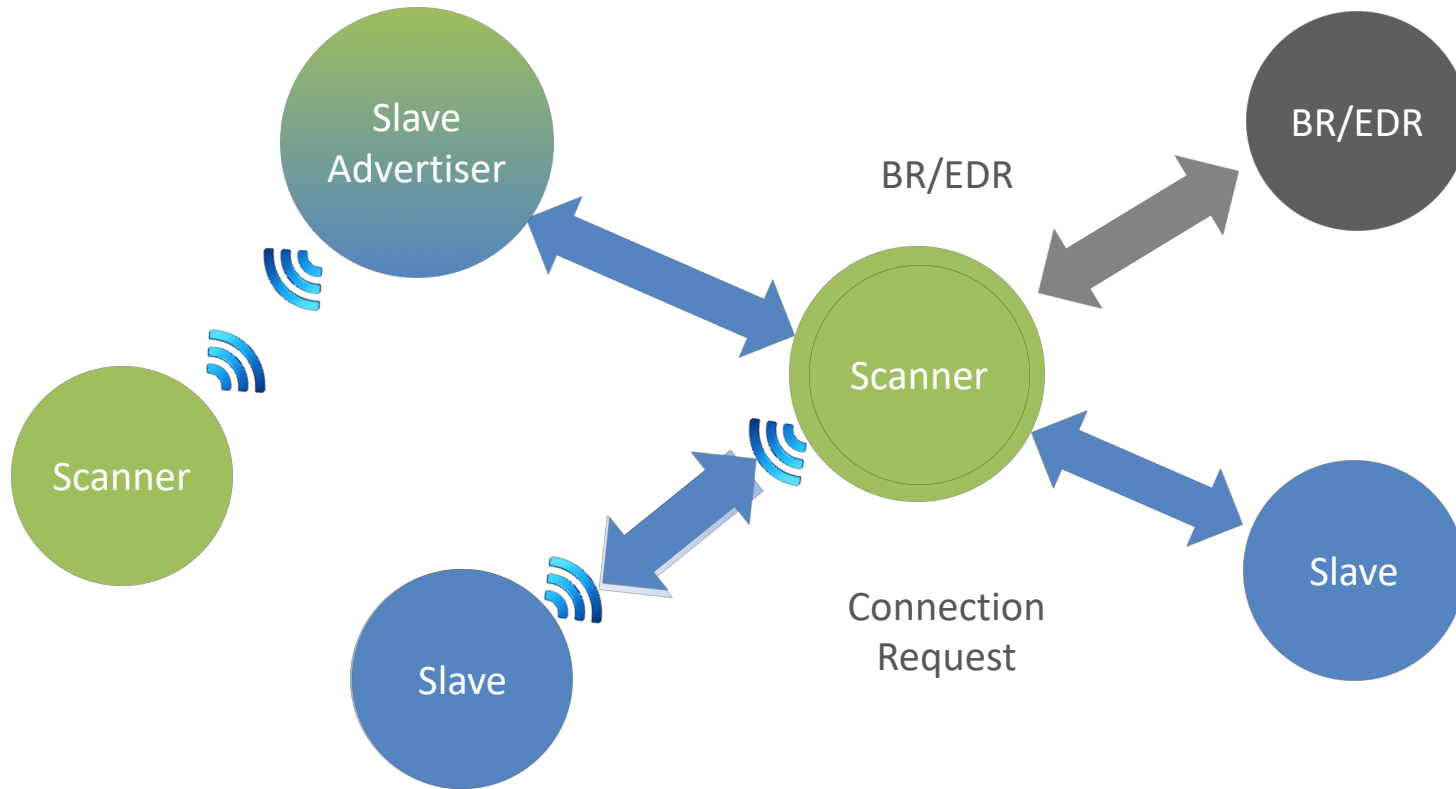 Slave
Advertiser
BR/EDR
BR/EDR
Scanner
Scanner
Slave
Connection
Request
Slave